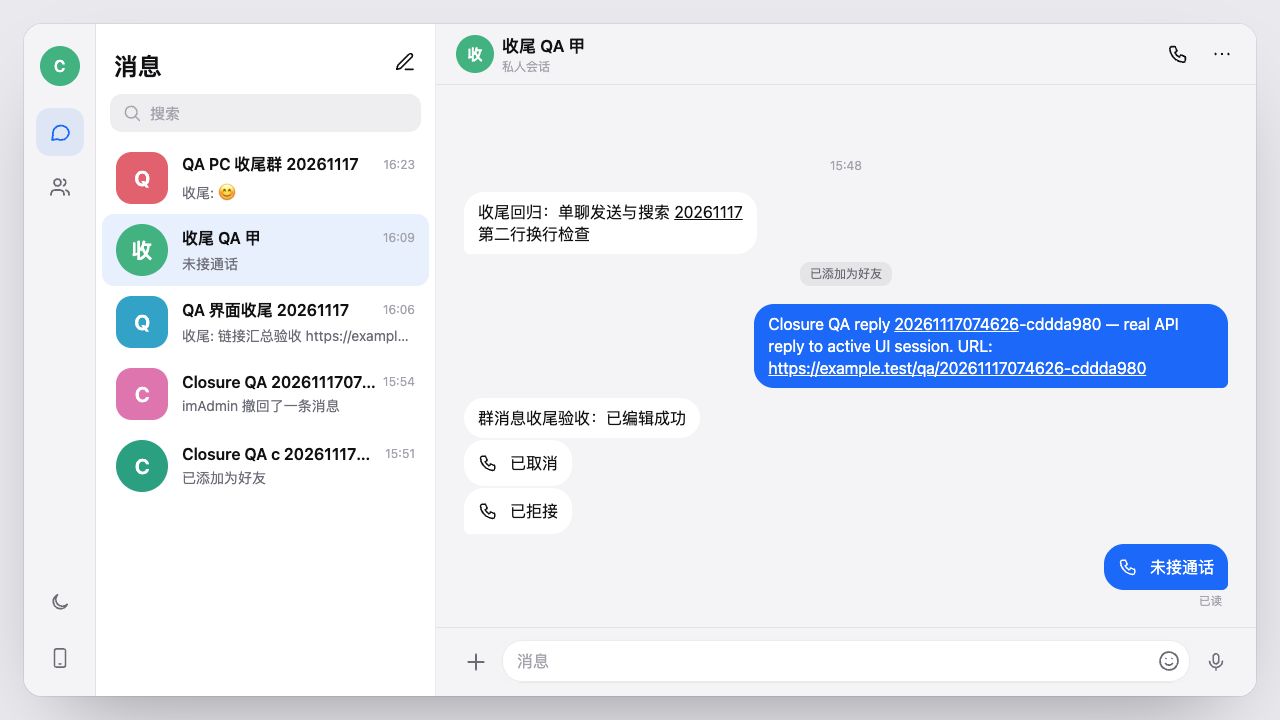 C
消息
搜索
Q
QA PC 收尾群 20261117
16:23
收尾: 😊
收
收尾 QA 甲
16:09
未接通话
Q
QA 界面收尾 20261117
16:06
收尾: 链接汇总验收 https://exampl...
C
Closure QA 2026111707...
15:54
imAdmin 撤回了一条消息
C
Closure QA c 20261117...
15:51
已添加为好友
收
收尾 QA 甲
私人会话
15:48
收尾回归：单聊发送与搜索 20261117
第二行换行检查
已添加为好友
Closure QA reply 20261117074626-cddda980 — real API
reply to active UI session. URL:
https://example.test/qa/20261117074626-cddda980
群消息收尾验收：已编辑成功
已取消
已拒接
未接通话
已读
消息